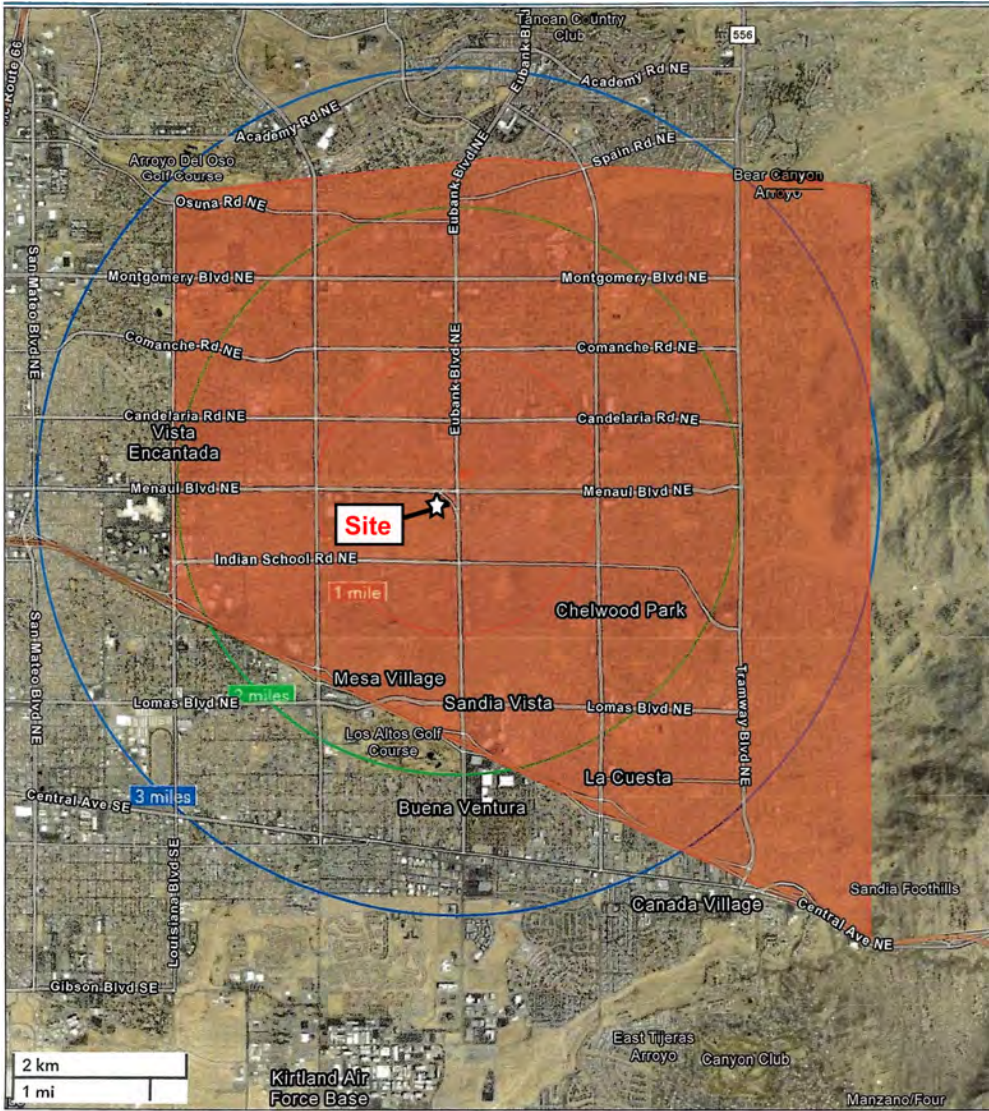 Tanoan Country
Club
556
Eubank Bl
Academy Rd NE
Route 66
Academy Rd NE
Eubank Blvd NE
Spain Rd NE
Arroyo Del Oso
Golf Course
Bear Canyon
Arroyo
Osuna Rd NE
Eubank Blvd NE
San Mateo Blvd NE
Montgomery Blvd NE
Montgomery Blvd NE
Comanche Rd NE
Comanche Rd NE
Eubank Blvd NE
Candelaria Rd NE
Candelaria Rd NE
Vista
Encantada
Menaul Blvd NE
Menaul Blvd NE
Site
Indian School Rd NE
1 mile
Chelwood Park
San Mateo Blvd NE
Mesa Village
2 miles
Lomas Blvd NE
Sandia Vista
Lomas Blvd NE
Tramway Blvd NE
Los Altos Golf
Course
La Cuesta
3 miles
Central Ave SE
Buena Ventura
Louisiana Blvd SE
Canada Village
Sandia Foothills
Central Ave NE
Gibson Blvd SE
East Tijeras
Arroyo
Canyon Club
2 km
1 mi
Kirtland Air
Force Base
Manzano/Four